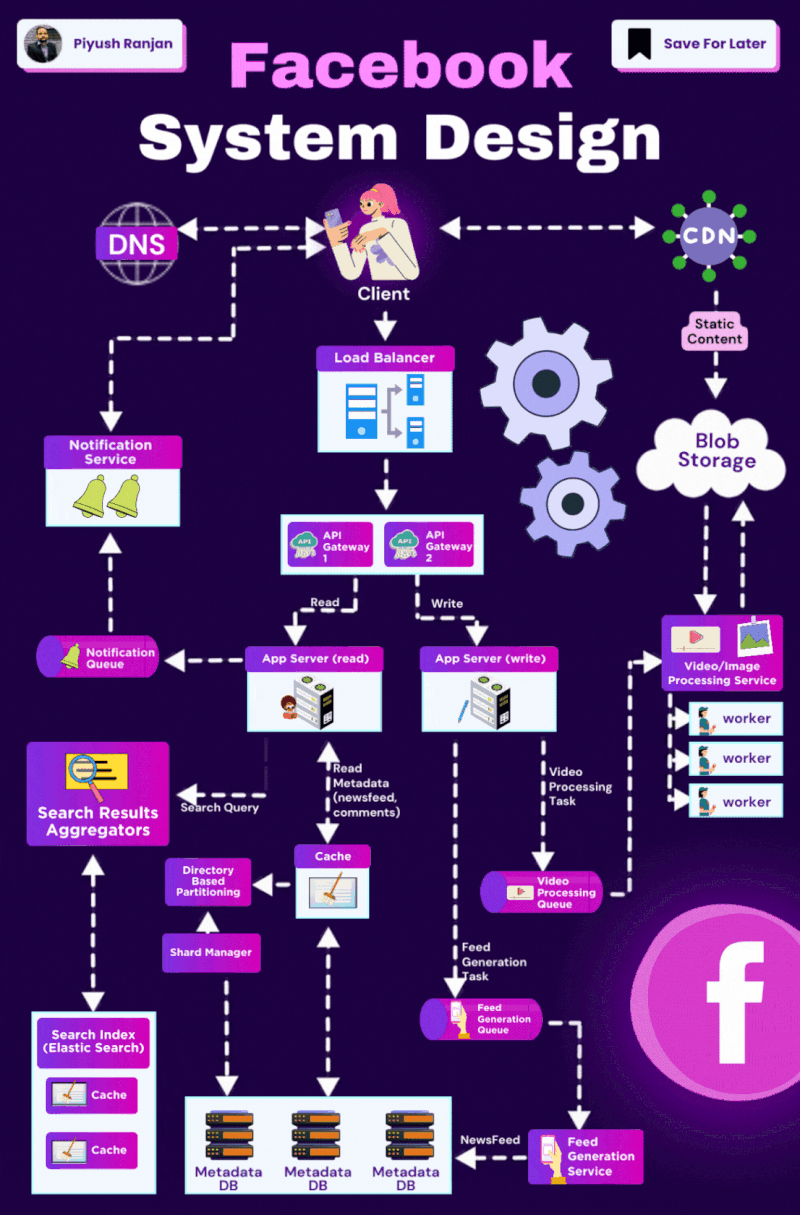 Piyush Ranjan
Save For Later
Facebook
System Design
DNS
Client
CDN
Static
Content
Load Balancer
Notification
Service
Blob
Storage
API
API
Gateway
1
API
API
Gateway
2
Read
Write
Notification
Queue
App Server (read)
App Server (write)
Video/Image
Processing Service
worker
worker
worker
Search Results
Aggregators
Search Query
Read
Metadata
(newsfeed,
comments)
Video
Processing
Task
Cache
Directory
Based
Partitioning
Video
Processing
Queue
Shard Manager
Feed
Generation
Task
Feed
Generation
Queue
f
Search Index
(Elastic Search)
Cache
Cache
Metadata
DB
Metadata
DB
Metadata
DB
NewsFeed
Feed
Generation
Service